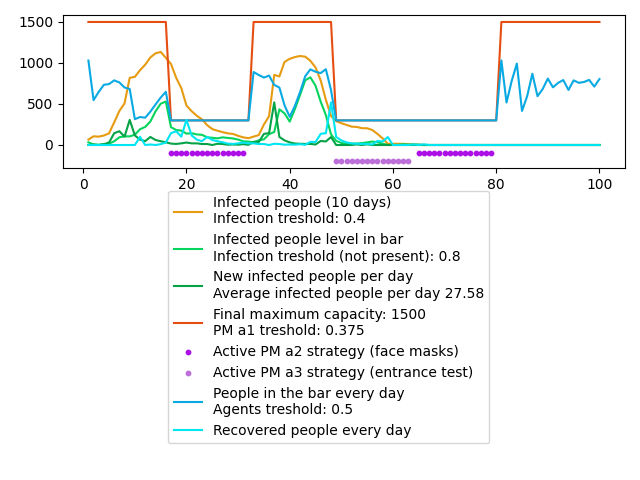 1500
1000
500
0
0 20 40 60 80 100
Infected people (10 days)
Infection treshold: 0.4
Infected people level in bar
Infection treshold (not present): 0.8
New infected people per day
Average infected people per day 27.58
Final maximum capacity: 1500
PM a1 treshold: 0.375
Active PM a2 strategy (face masks)
Active PM a3 strategy (entrance test)
People in the bar every day
Agents treshold: 0.5
Recovered people every day